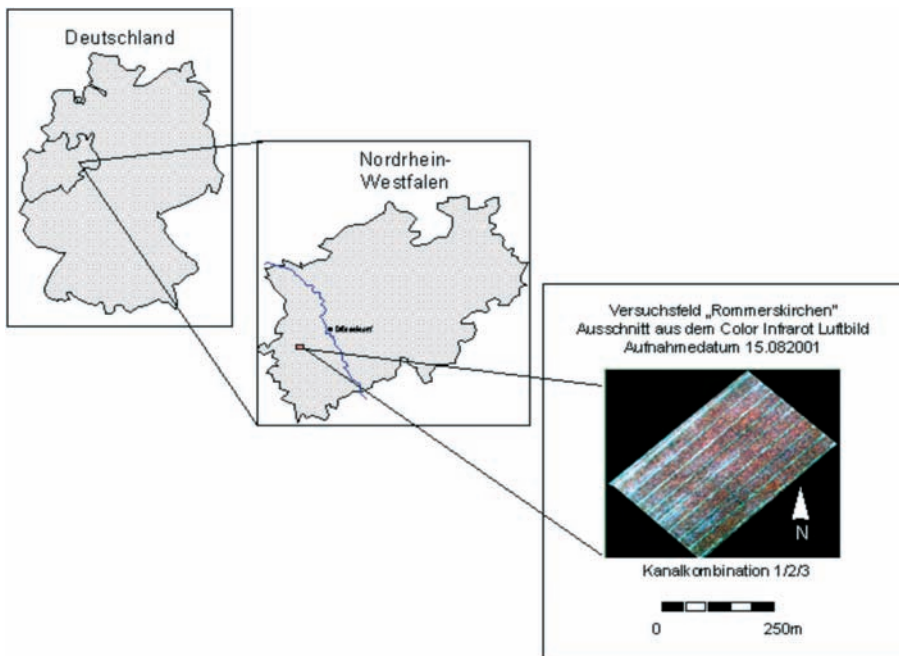 Deutschland
Nordrhein-
Westfalen
Düsseldorf
Versuchsfeld „Rommerskirchen"
Ausschnitt aus dem Color Infrarot Luftbild
Aufnahmedatum 15.082001
N
Kanalkombination 1/2/3
0 250m